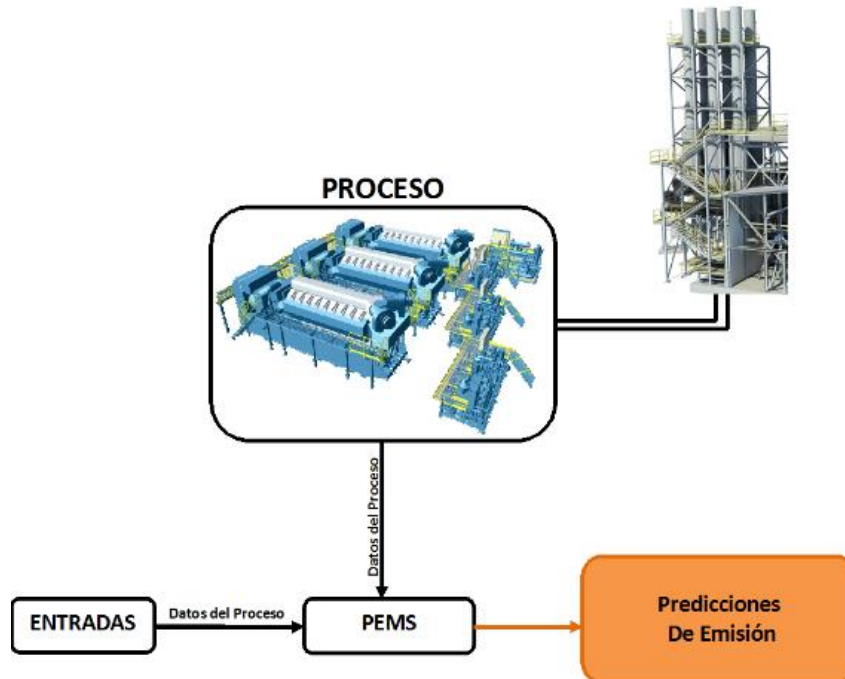 PROCESO
Datos del Proceso
ENTRADAS
Datos del Proceso
PEMS
Predicciones
De Emisión